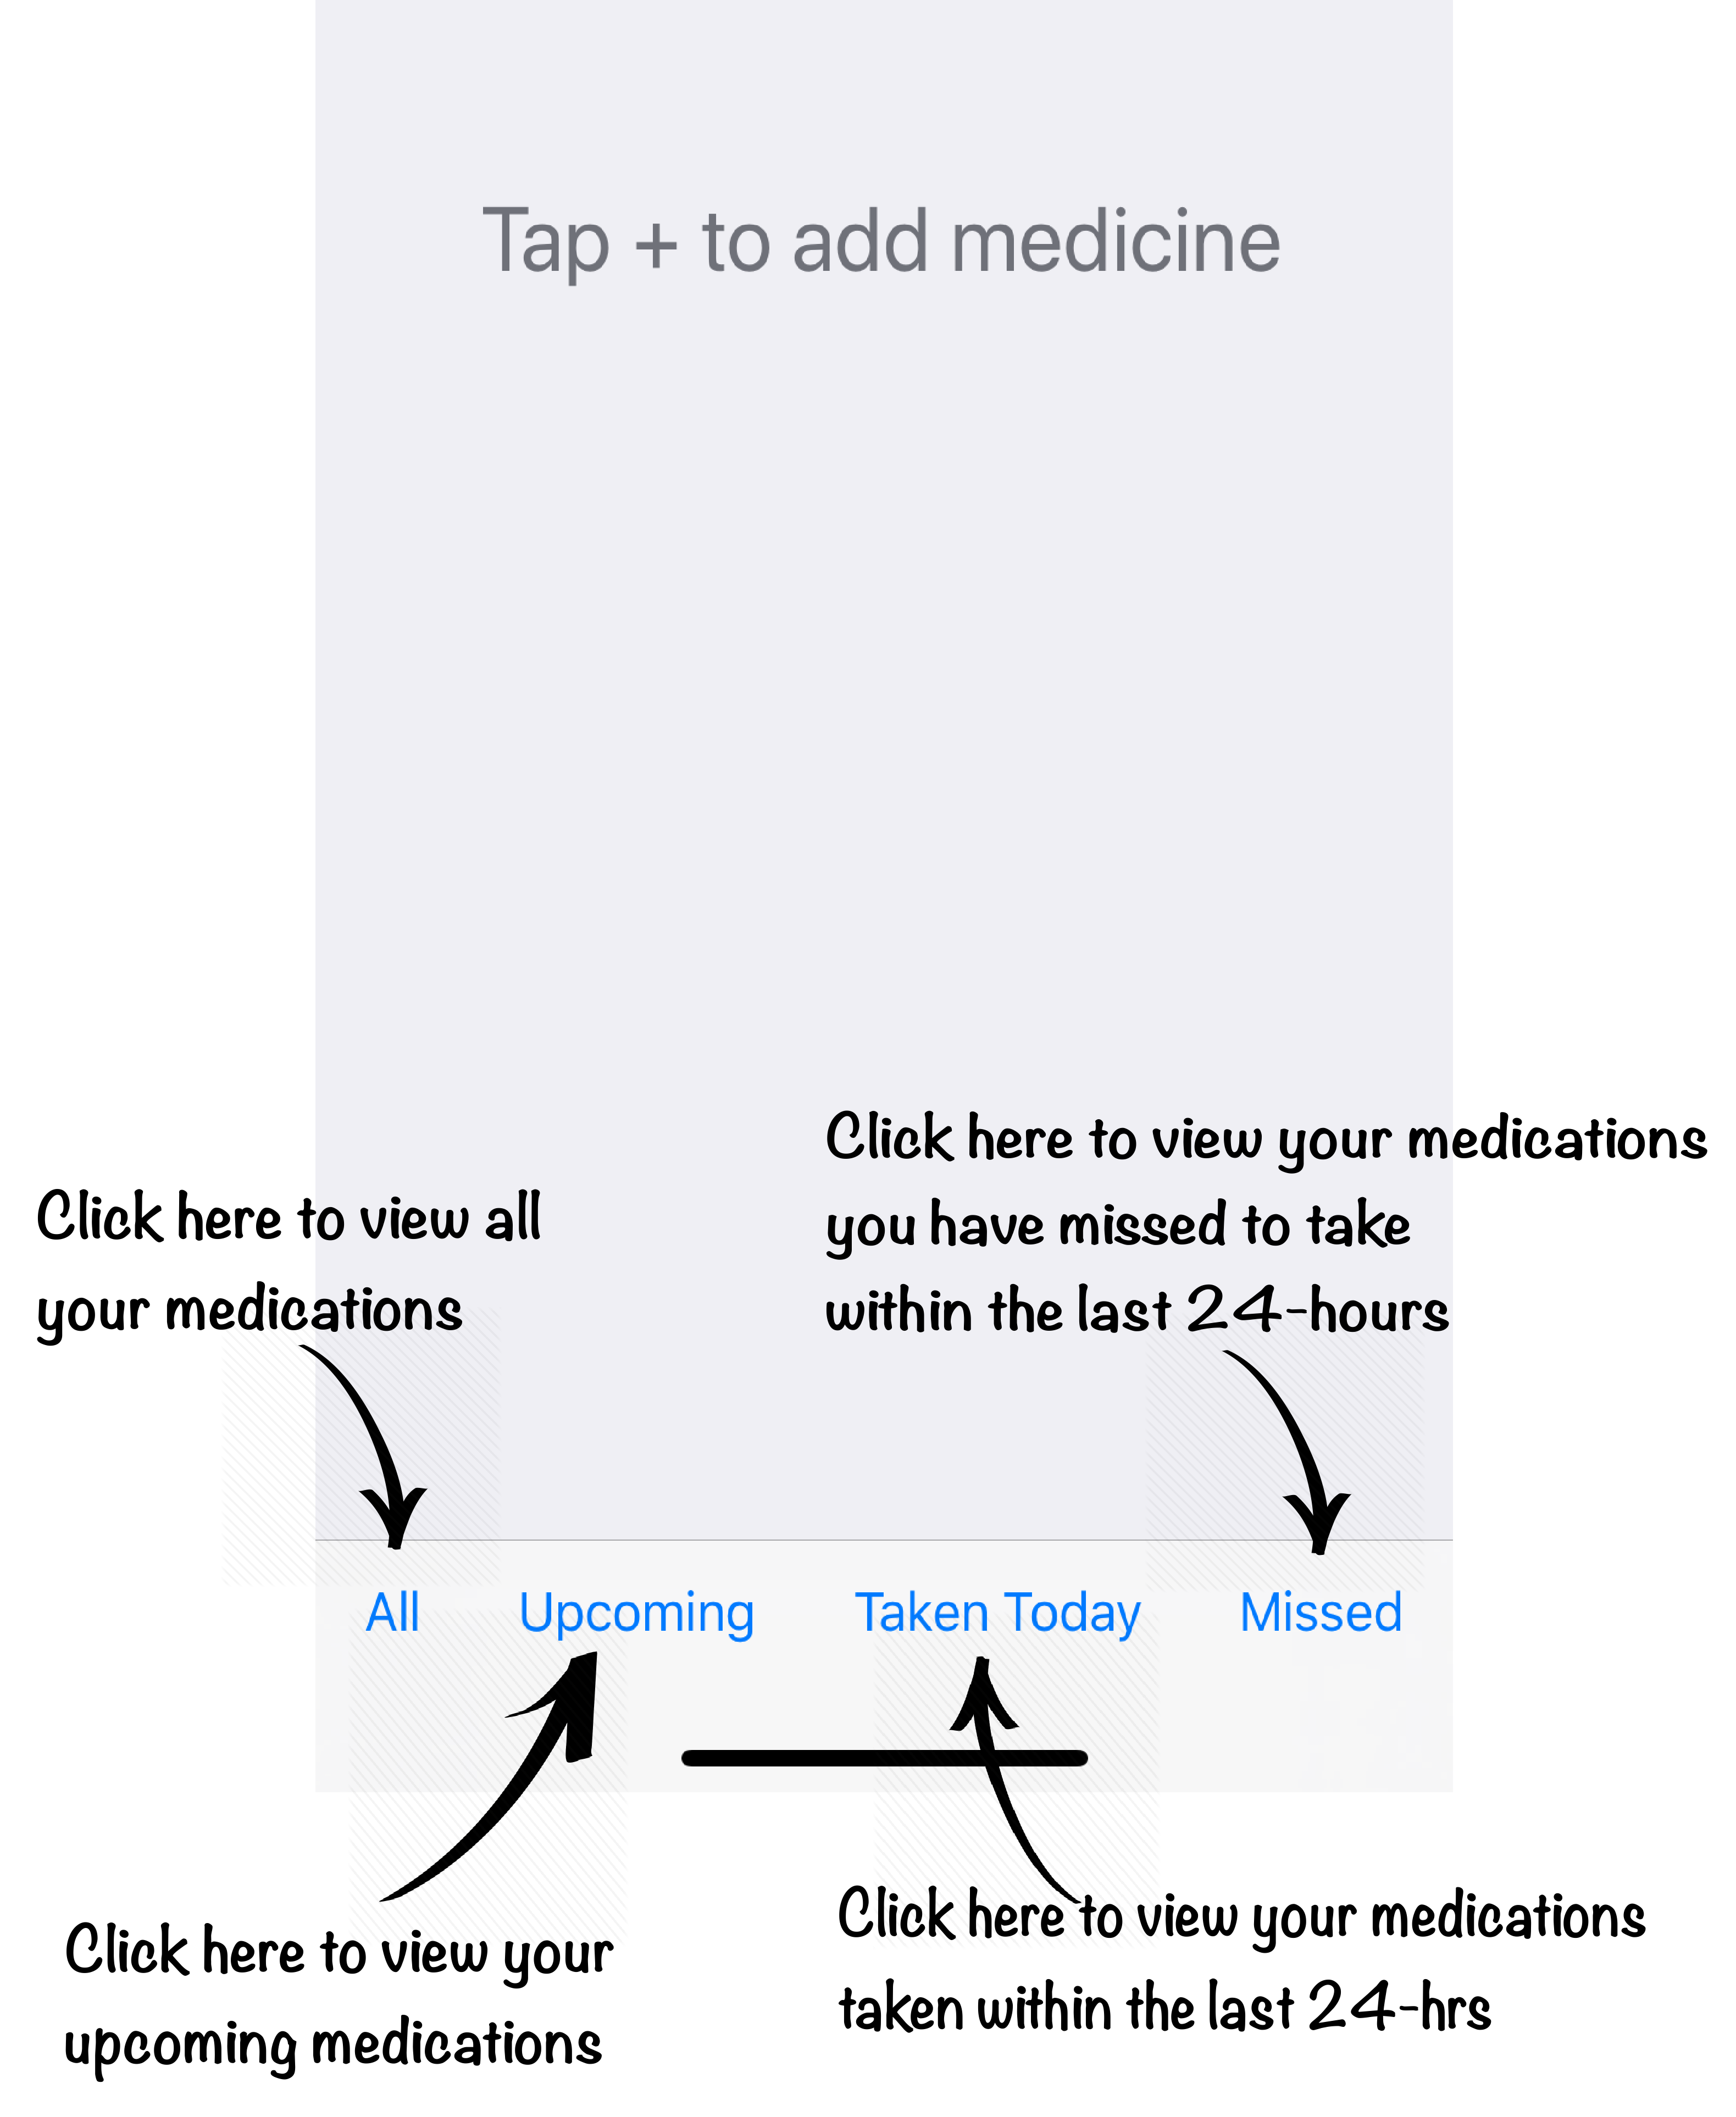 Tap + to add medicine
Click here to view all
your medications
Click here to view your medications
you have missed to take
within the last 24-hours
All
Upcoming
Taken Today
Missed
Click here to view your
upcoming medications
Click here to view your medications
taken within the last 24-hrs